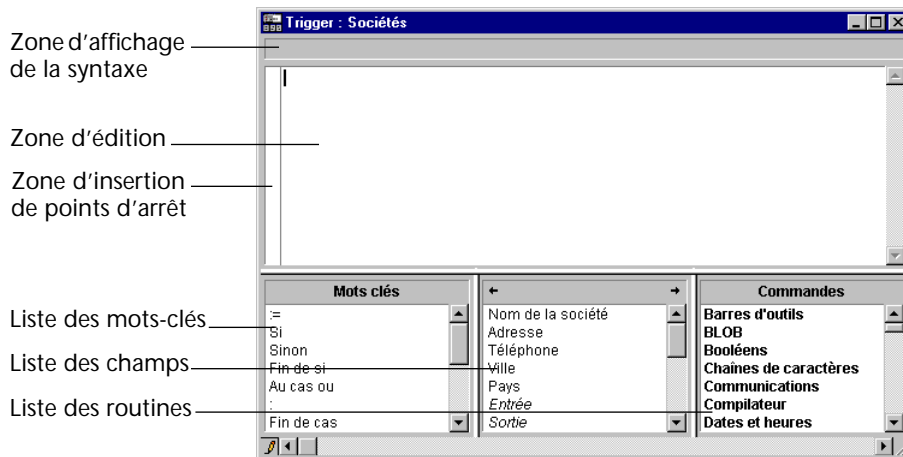 Trigger : Sociétés
Zone d'affichage
de la syntaxe
Zone d'édition
Zone d'insertion
de points d'arrêt
Liste des mots-clés
Liste des champs
Liste des routines
Mots clés
:=
Si
Sinon
Fin de si
Au cas ou
:
Fin de cas
← →
Nom de la société
Adresse
Téléphone
Ville
Pays
Entrée
Sortie
Commandes
Barres d'outils
BLOB
Booléens
Chaînes de caractères
Communications
Compilateur
Dates et heures